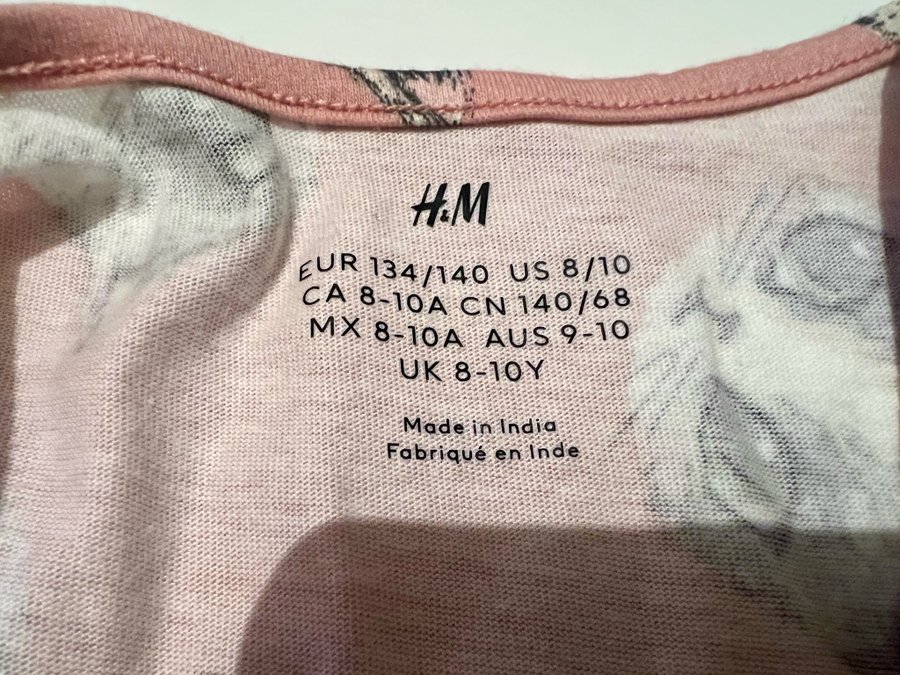 H&M
EUR 134/140 US 8/10
CA 8-10A CN 140/68
MX 8-10A AUS 9-10
UK 8-10Y
Made in India
Fabriqué en Inde